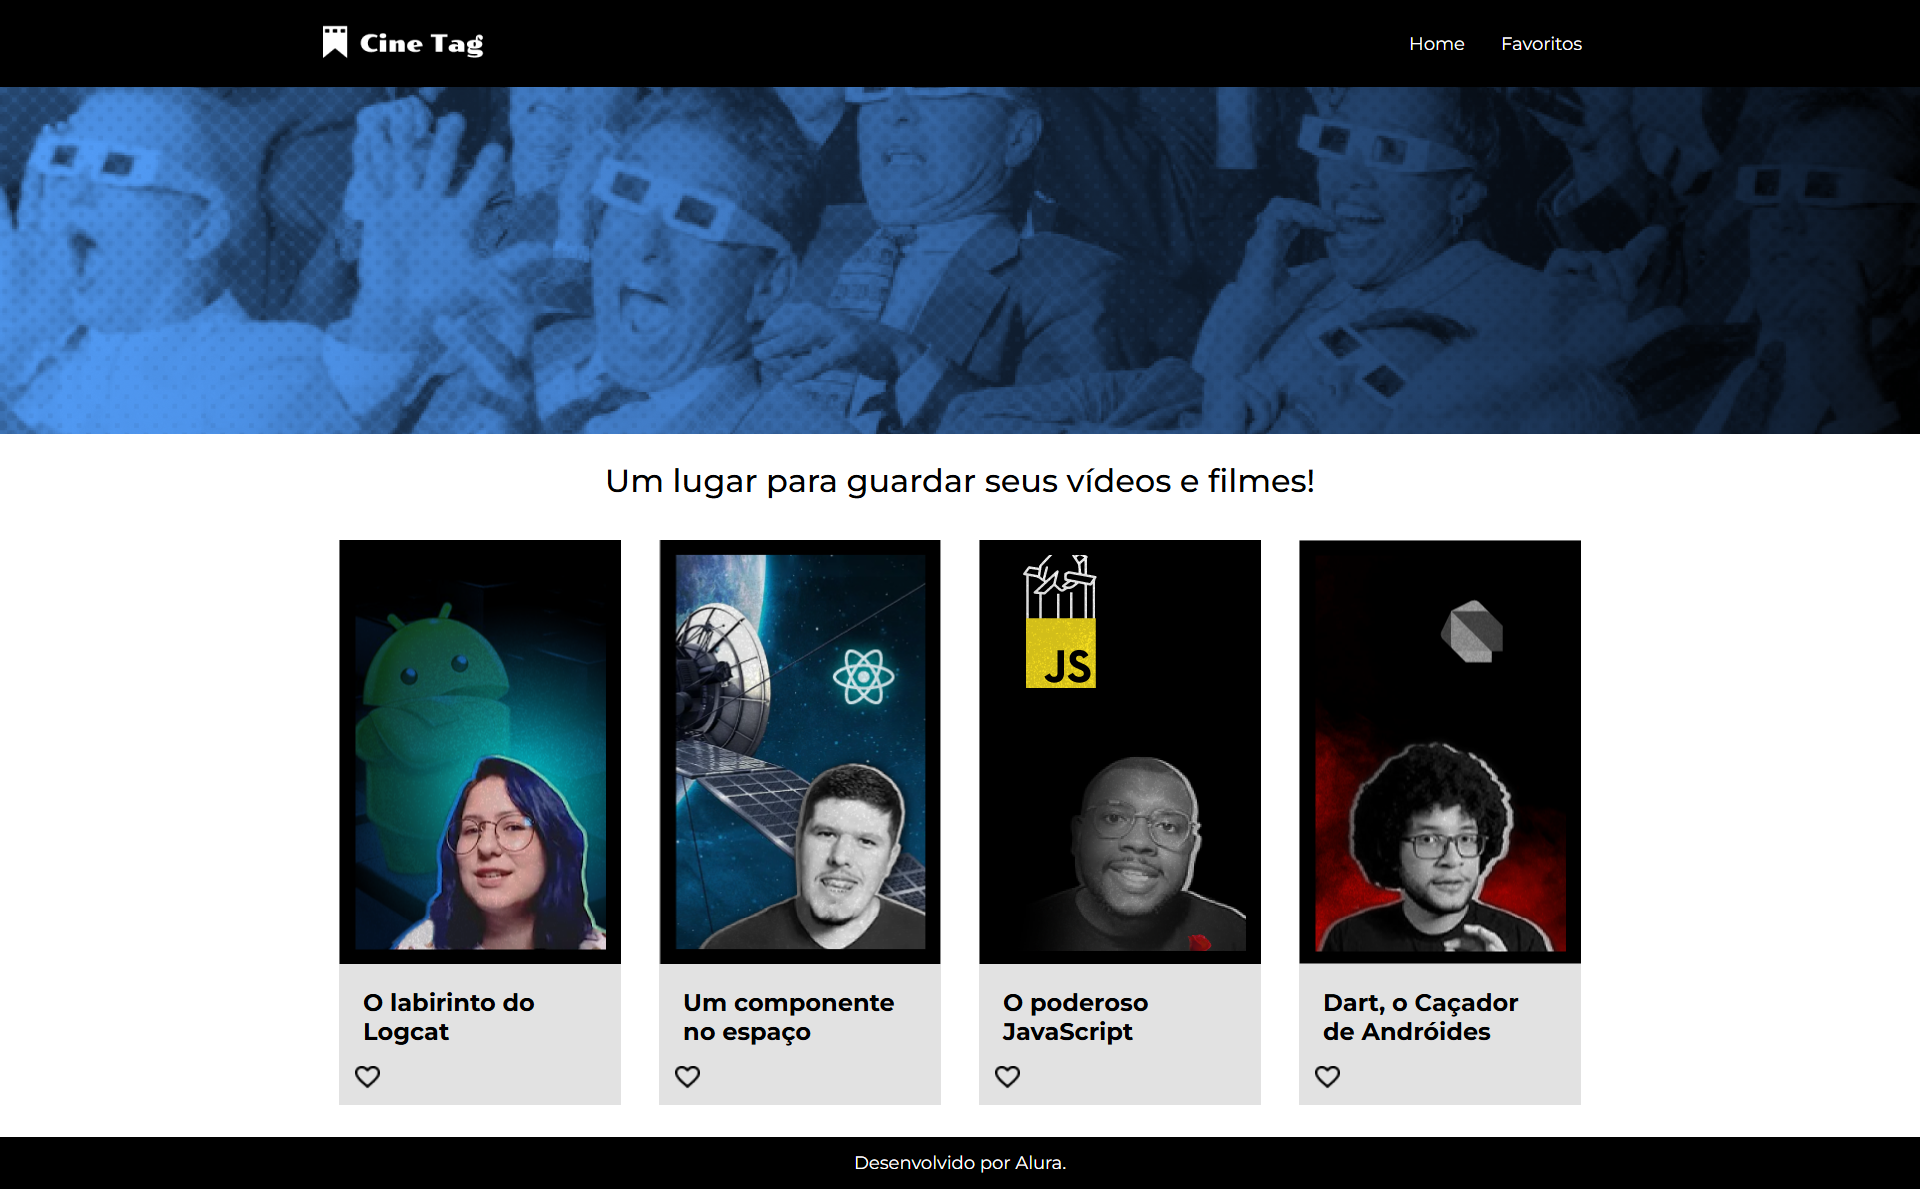 Cine Tag
Home
Favoritos
Um lugar para guardar seus vídeos e filmes!
JS
O labirinto do
Logcat
Um componente
no espaço
O poderoso
JavaScript
Dart, o Caçador
de Andróides
Desenvolvido por Alura.